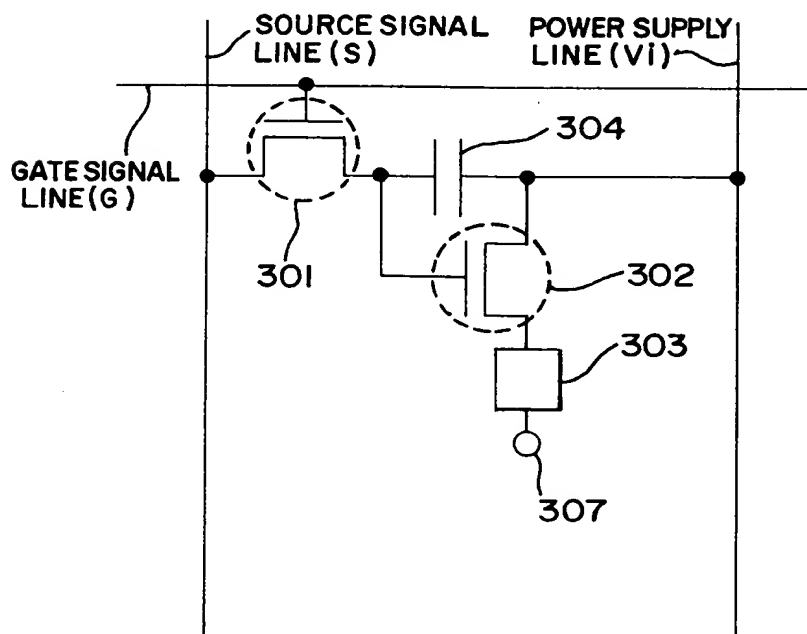 SOURCE SIGNAL
LINE(S)
POWER SUPPLY
LINE(Vi)
304
GATE SIGNAL
LINE(G)
301
302
303
307